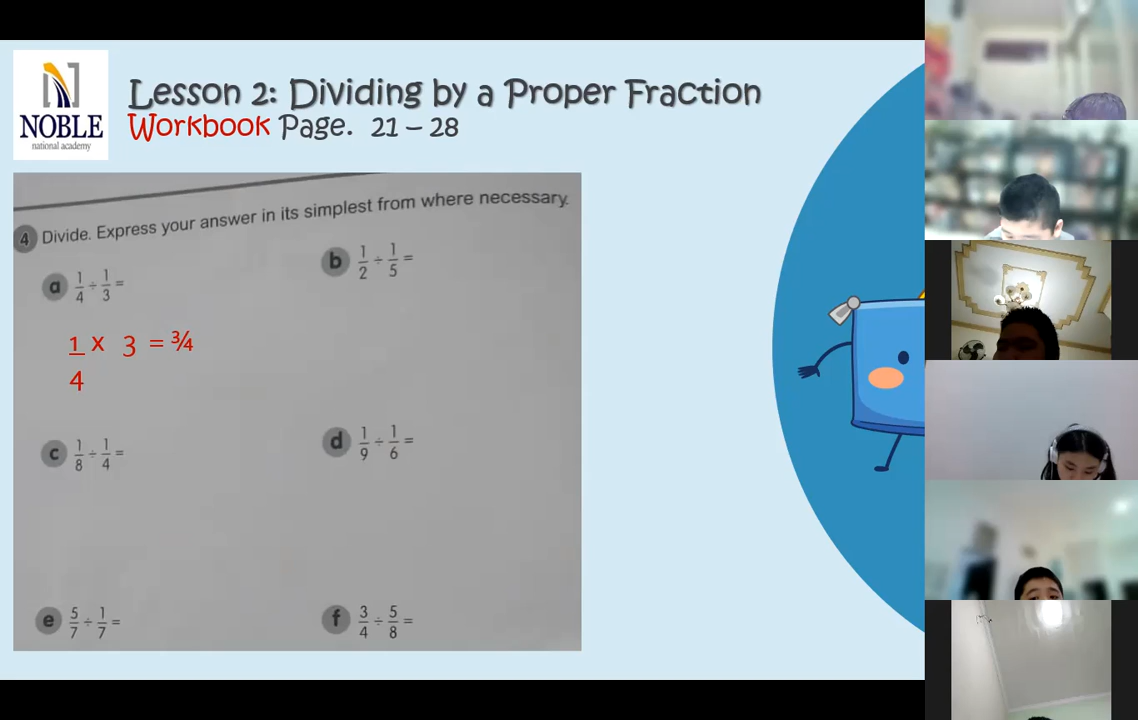 NOBLE
national academy
Lesson 2: Dividing by a Proper Fraction
Workbook Page. 21 – 28
4 Divide. Express your answer in its simplest from where necessary.
a 1/4 ÷ 1/3 =
b 1/2 ÷ 1/5 =
1/4 x 3 = ¾
c 1/8 ÷ 1/4 =
d 1/9 ÷ 1/6 =
e 5/7 ÷ 1/7 =
f 3/4 ÷ 5/8 =